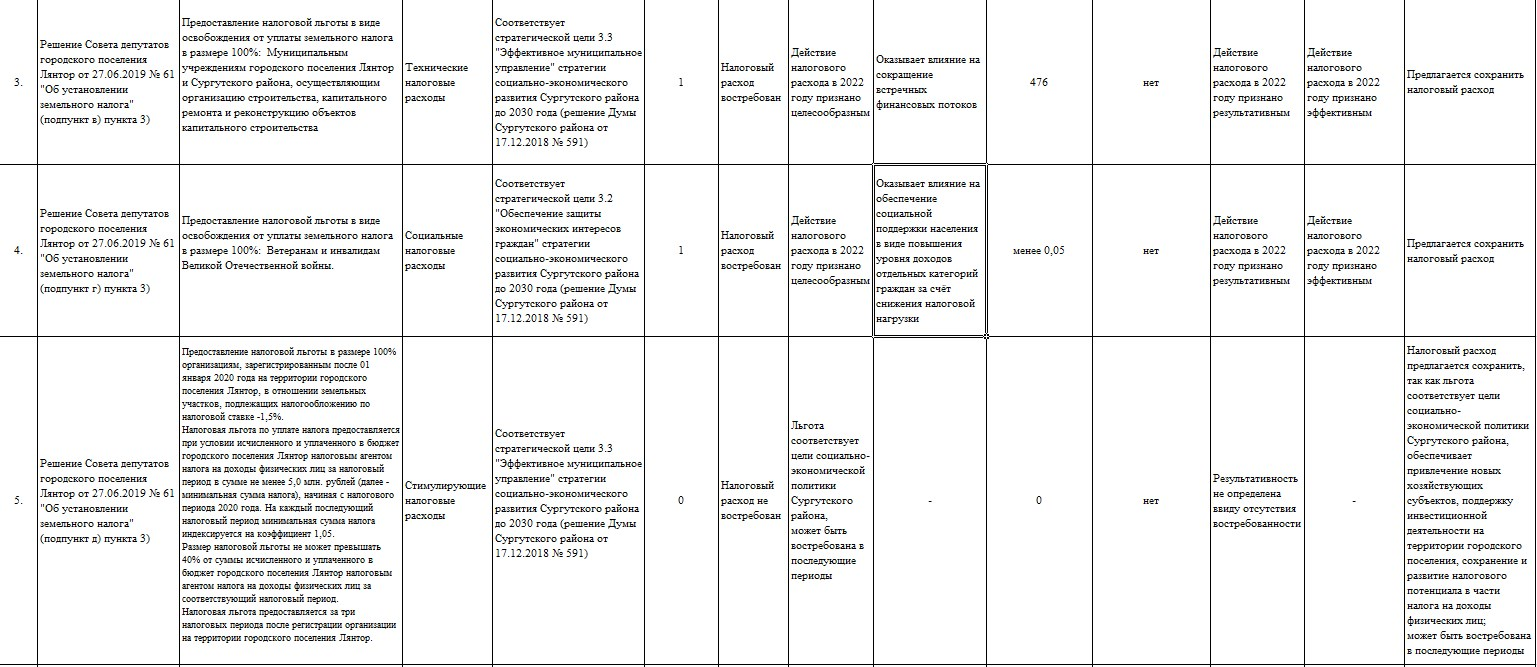 3.
Решение Совета депутатов
городского поселения
Лянтор от 27.06.2019 № 61
"Об установлении
земельного налога"
(подпункт в) пункта 3)
Предоставление налоговой льготы в виде
освобождения от уплаты земельного налога
в размере 100%: Муниципальным
учреждениям городского поселения Лянтор
и Сургутского района, осуществляющим
организацию строительства, капитального
ремонта и реконструкцию объектов
капитального строительства
Технические
налоговые
расходы
Соответствует
стратегической цели 3.3
"Эффективное муниципальное
управление" стратегии
социально-экономического
развития Сургутского района
до 2030 года (решение Думы
Сургутского района от
17.12.2018 № 591)
1
Налоговый
расход
востребован
Действие
налогового
расхода в 2022
году признано
целесообразным
Оказывает влияние на
сокращение
встречных
финансовых потоков
476
нет
Действие
налогового
расхода в 2022
году признано
результативным
Действие
налогового
расхода в 2022
году признано
эффективным
Предлагается сохранить
налоговый расход
4.
Решение Совета депутатов
городского поселения
Лянтор от 27.06.2019 № 61
"Об установлении
земельного налога"
(подпункт г) пункта 3)
Предоставление налоговой льготы в виде
освобождения от уплаты земельного налога
в размере 100%: Ветеранам и инвалидам
Великой Отечественной войны.
Социальные
налоговые
расходы
Соответствует
стратегической цели 3.2
"Обеспечение защиты
экономических интересов
граждан" стратегии
социально-экономического
развития Сургутского района
до 2030 года (решение Думы
Сургутского района от
17.12.2018 № 591)
1
Налоговый
расход
востребован
Действие
налогового
расхода в 2022
году признано
целесообразным
Оказывает влияние на
обеспечение
социальной
поддержки населения
в виде повышения
уровня доходов
отдельных категорий
граждан за счёт
снижения налоговой
нагрузки
менее 0,05
нет
Действие
налогового
расхода в 2022
году признано
результативным
Действие
налогового
расхода в 2022
году признано
эффективным
Предлагается сохранить
налоговый расход
5.
Решение Совета депутатов
городского поселения
Лянтор от 27.06.2019 № 61
"Об установлении
земельного налога"
(подпункт д) пункта 3)
Предоставление налоговой льготы в размере 100%
организациям, зарегистрированным после 01
января 2020 года на территории городского
поселения Лянтор, в отношении земельных
участков, подлежащих налогообложению по
налоговой ставке -1,5%.
Налоговая льгота по уплате налога предоставляется
при условии исчисленного и уплаченного в бюджет
городского поселения Лянтор налоговым агентом
налога на доходы физических лиц за налоговый
период в сумме не менее 5,0 млн. рублей (далее -
минимальная сумма налога), начиная с налогового
периода 2020 года. На каждый последующий
налоговый период минимальная сумма налога
индексируется на коэффициент 1,05.
Размер налоговой льготы не может превышать
40% от суммы исчисленного и уплаченного в
бюджет городского поселения Лянтор налоговым
агентом налога на доходы физических лиц за
соответствующий налоговый период.
Налоговая льгота предоставляется за три
налоговых периода после регистрации организации
на территории городского поселения Лянтор.
Стимулирующие
налоговые
расходы
Соответствует
стратегической цели 3.3
"Эффективное муниципальное
управление" стратегии
социально-экономического
развития Сургутского района
до 2030 года (решение Думы
Сургутского района от
17.12.2018 № 591)
0
Налоговый
расход не
востребован
Льгота
соответствует
цели социально-
экономической
политики
Сургутского
района,
может быть
востребована в
последующие
периоды
-
0
нет
Результативность
не определена
ввиду отсутствия
востребованности
-
Налоговый расход
предлагается сохранить,
так как льгота
соответствует цели
социально-
экономической политики
Сургутского района,
обеспечивает
привлечение новых
хозяйствующих
субъектов, поддержку
инвестиционной
деятельности на
территории городского
поселения, сохранение и
развитие налогового
потенциала в части
налога на доходы
физических лиц;
может быть востребована
в последующие периоды